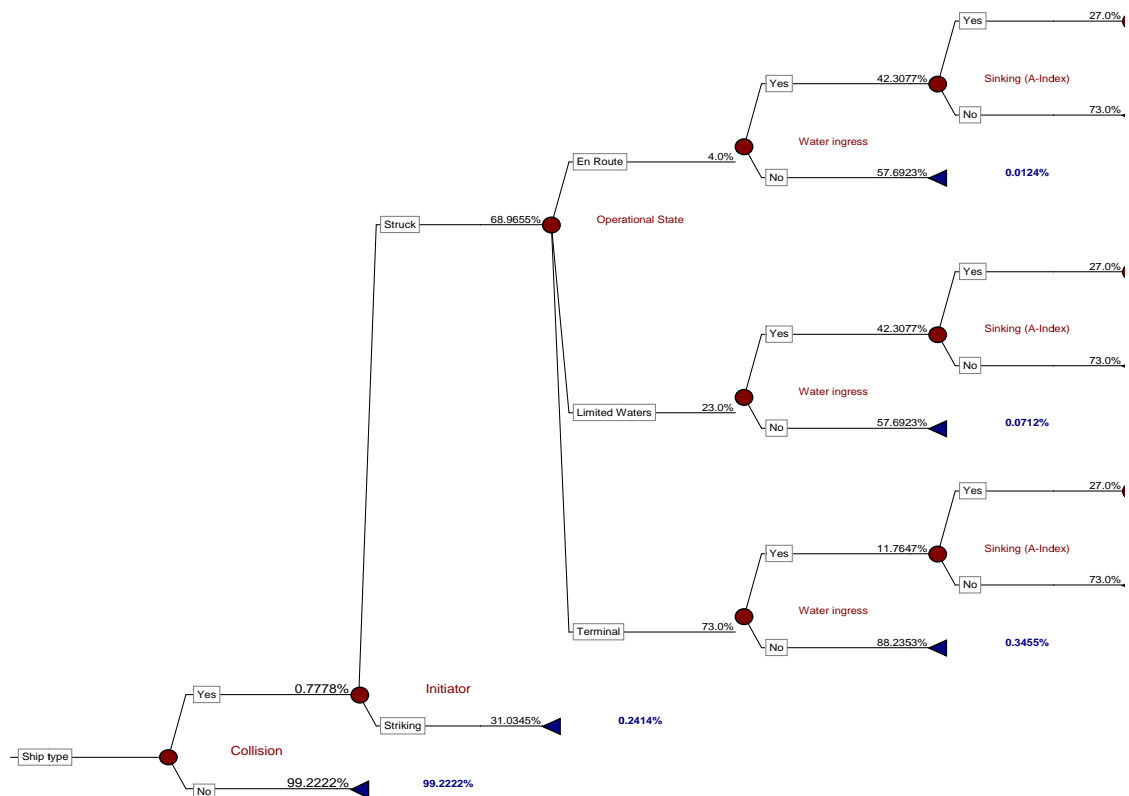 Yes 27.0%
Yes 42.3077% Sinking (A-Index)
No 73.0%
Water ingress
En Route 4.0%
No 57.6923% 0.0124%
Struck 68.9655% Operational State
Yes 27.0%
Yes 42.3077% Sinking (A-Index)
No 73.0%
Water ingress
Limited Waters 23.0%
No 57.6923% 0.0712%
Yes 27.0%
Yes 11.7647% Sinking (A-Index)
No 73.0%
Water ingress
Terminal 73.0%
No 88.2353% 0.3455%
Yes 0.7778% Initiator
Striking 31.0345% 0.2414%
Ship type Collision
No 99.2222% 99.2222%